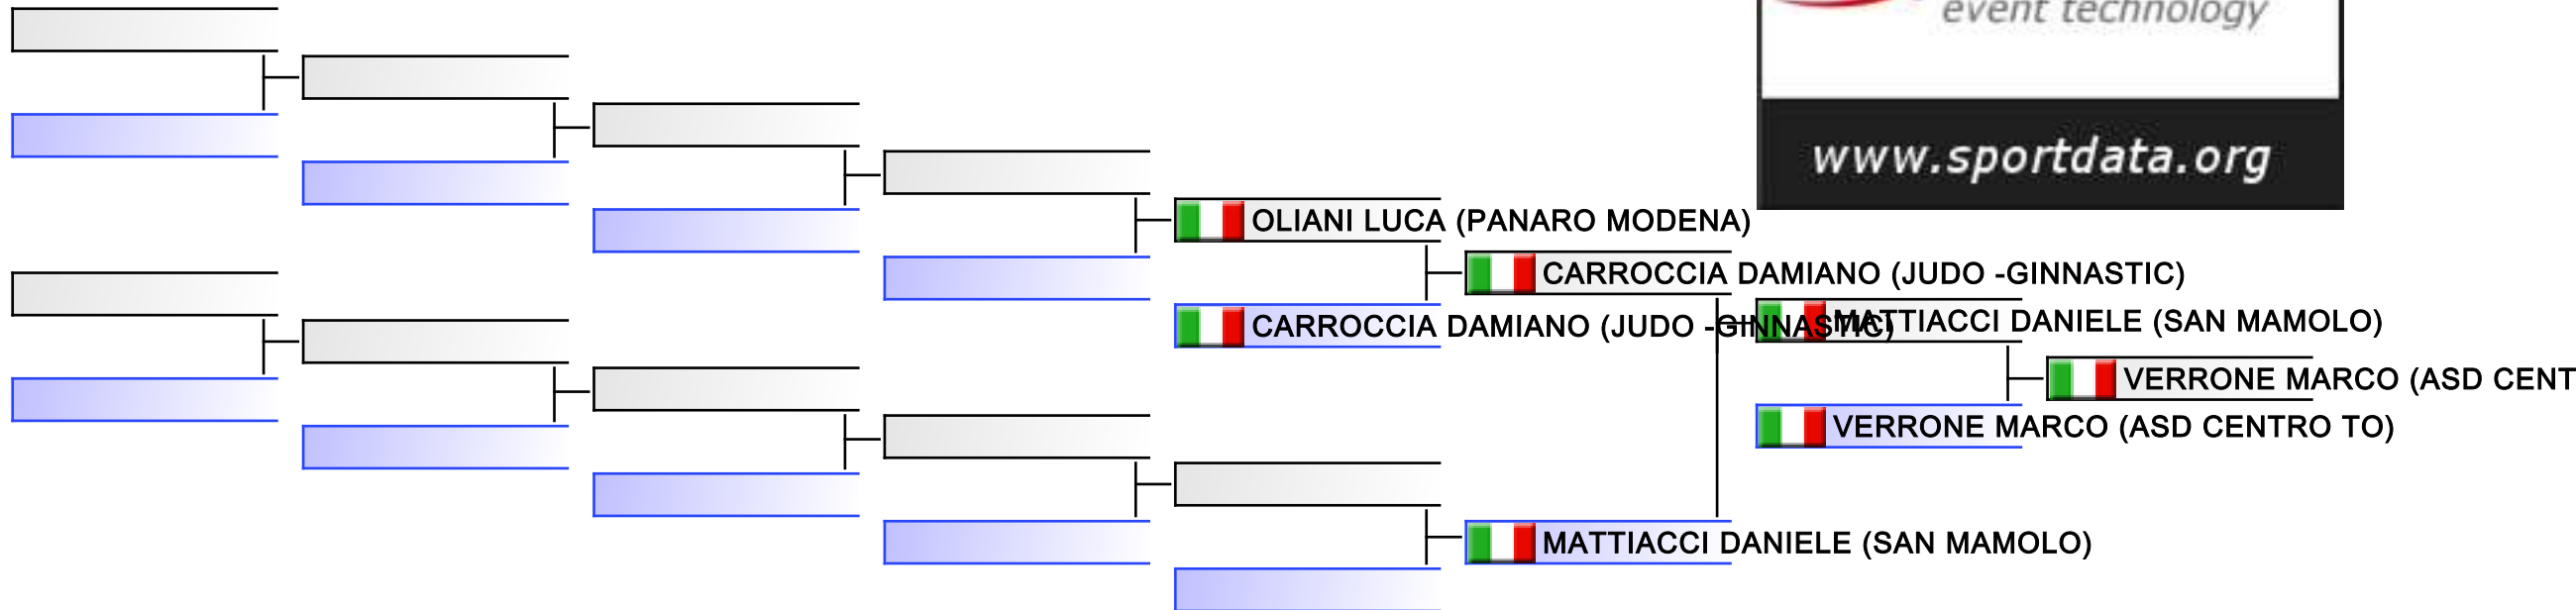 event technology
www.sportdata.org
OLIANI LUCA (PANARO MODENA)
CARROCCIA DAMIANO (JUDO -GINNASTIC)
CARROCCIA DAMIANO (JUDO -GINNASTIC)
MATTIACCI DANIELE (SAN MAMOLO)
VERRONE MARCO (ASD CENT
VERRONE MARCO (ASD CENTRO TO)
MATTIACCI DANIELE (SAN MAMOLO)